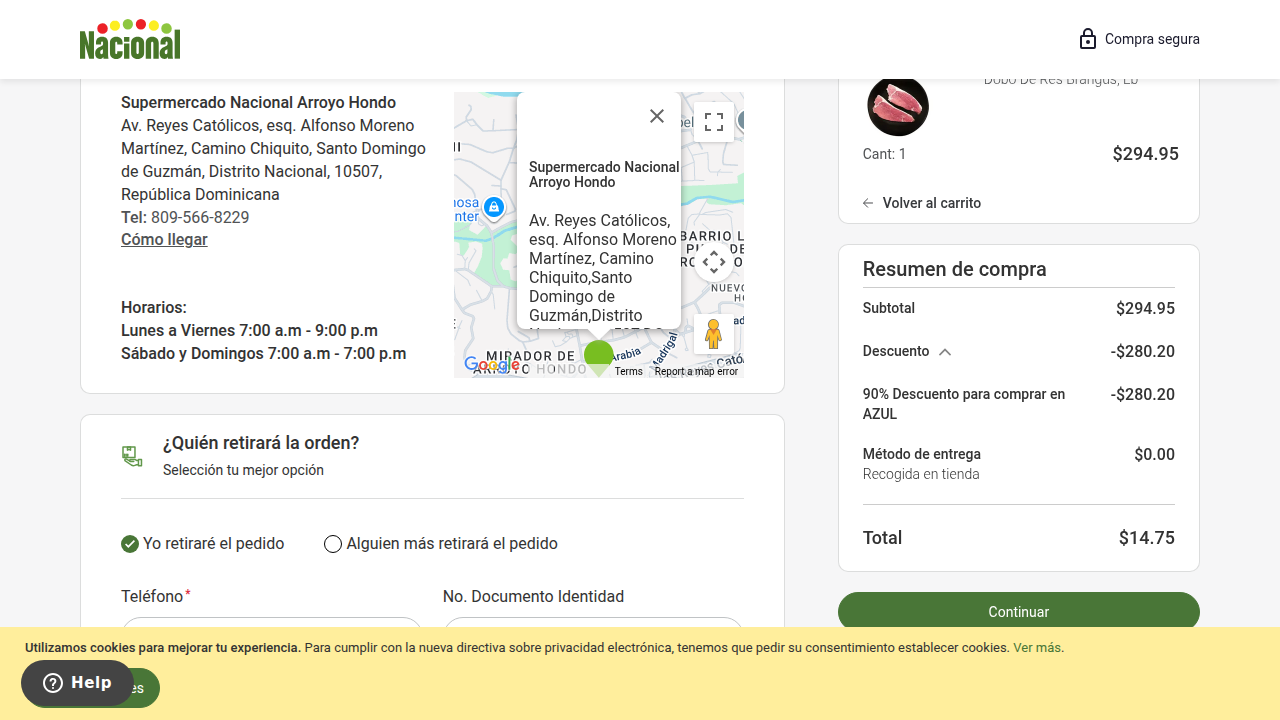 Nacional
Compra segura
Supermercado Nacional Arroyo Hondo
Av. Reyes Católicos, esq. Alfonso Moreno
Martínez, Camino Chiquito, Santo Domingo
de Guzmán, Distrito Nacional, 10507,
República Dominicana
Tel: 809-566-8229
Cómo llegar
Horarios:
Lunes a Viernes 7:00 a.m - 9:00 p.m
Sábado y Domingos 7:00 a.m - 7:00 p.m
Supermercado Nacional
Arroyo Hondo
Av. Reyes Católicos,
esq. Alfonso Moreno
Martínez, Camino
Chiquito,Santo
Domingo de
Guzmán,Distrito
BARRIO L
NUEVO
MIRADOR DE
HONDO
Arabia
Madrigal
Google
Terms
Report a map error
Dobo De Res Brangus, Lb
Cant: 1
$294.95
Volver al carrito
Resumen de compra
Subtotal $294.95
Descuento -$280.20
90% Descuento para comprar en -$280.20
AZUL
Método de entrega $0.00
Recogida en tienda
Total $14.75
Continuar
¿Quién retirará la orden?
Selección tu mejor opción
Yo retiraré el pedido
Alguien más retirará el pedido
Teléfono*
No. Documento Identidad
Utilizamos cookies para mejorar tu experiencia. Para cumplir con la nueva directiva sobre privacidad electrónica, tenemos que pedir su consentimiento establecer cookies. Ver más.
Help
es